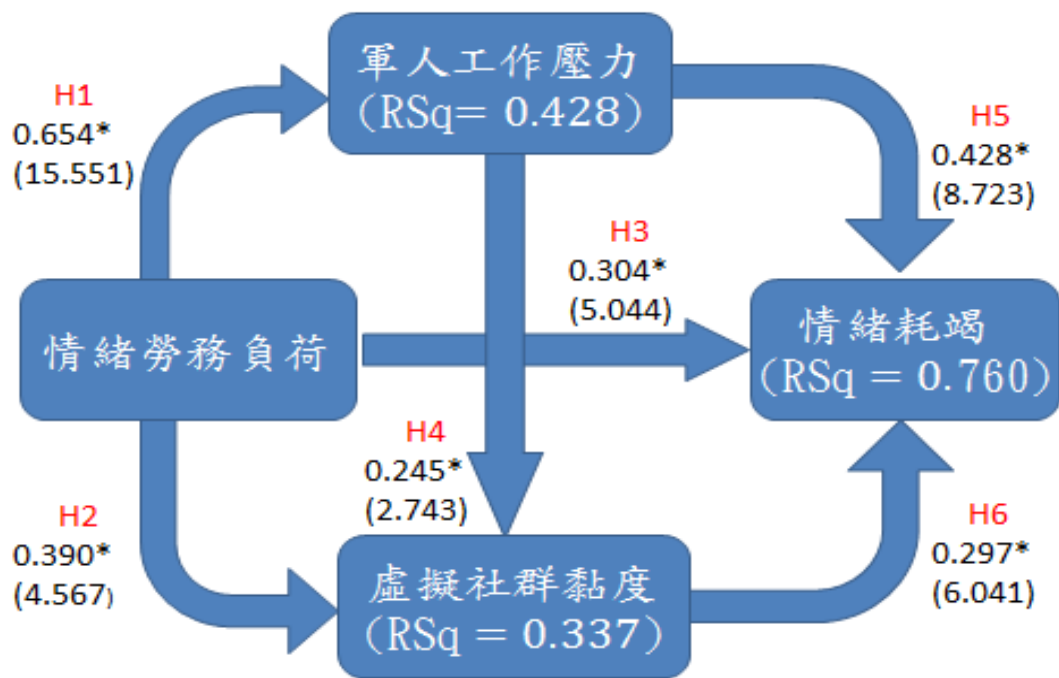 軍人工作壓力
(RSq= 0.428)
H1
0.654*
(15.551)
H5
0.428*
(8.723)
H3
0.304*
(5.044)
情緒勞務負荷
情緒耗竭
(RSq = 0.760)
H4
0.245*
(2.743)
H2
0.390*
(4.567)
H6
0.297*
(6.041)
虛擬社群黏度
(RSq = 0.337)